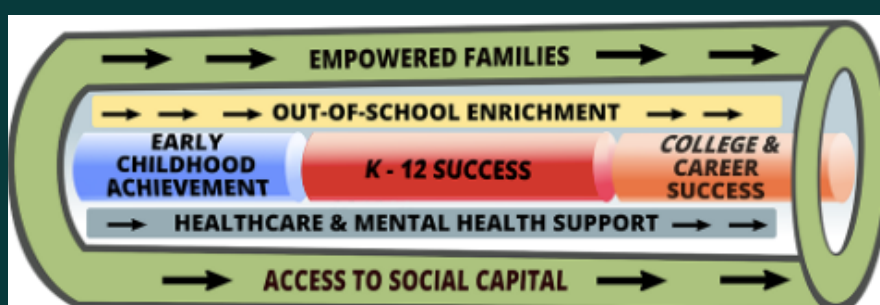 EMPOWERED FAMILIES
OUT-OF-SCHOOL ENRICHMENT
EARLY
CHILDHOOD
ACHIEVEMENT
K - 12 SUCCESS
COLLEGE &
CAREER
SUCCESS
HEALTHCARE & MENTAL HEALTH SUPPORT
ACCESS TO SOCIAL CAPITAL